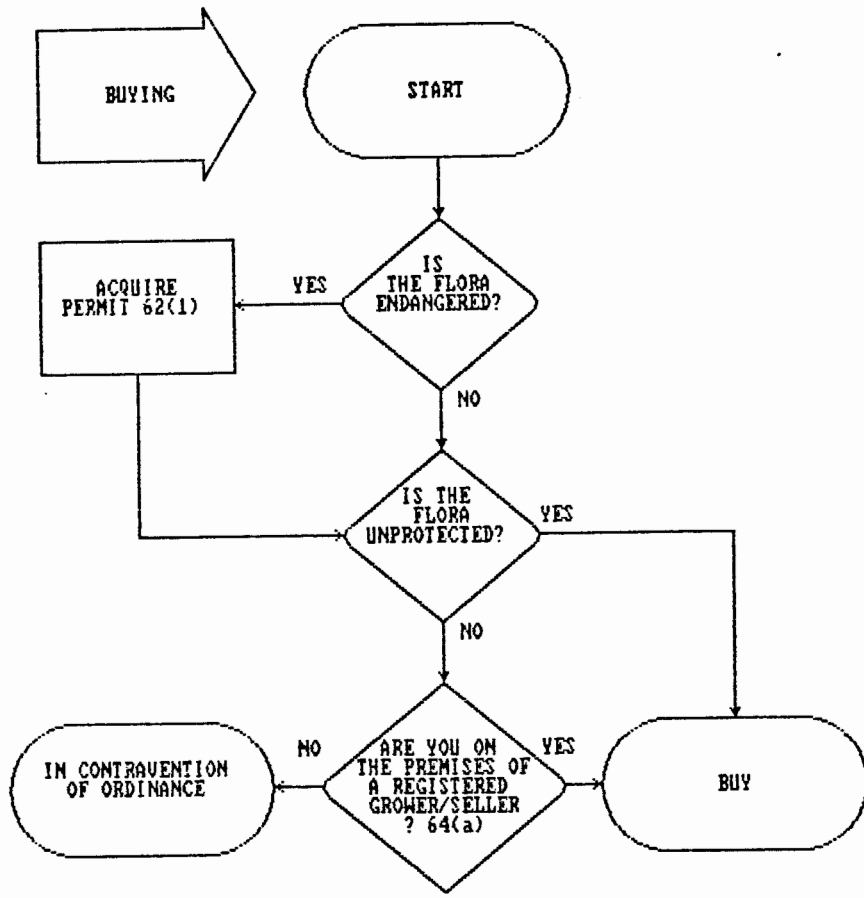 BUYING
START
IS
THE FLORA
ENDANGERED?
YES
ACQUIRE
PERMIT 62(1)
NO
IS THE
FLORA
UNPROTECTED?
YES
NO
ARE YOU ON
THE PREMISES OF
A REGISTERED
GROWER/SELLER
? 64(a)
NO
YES
IN CONTRAVENTION
OF ORDINANCE
BUY